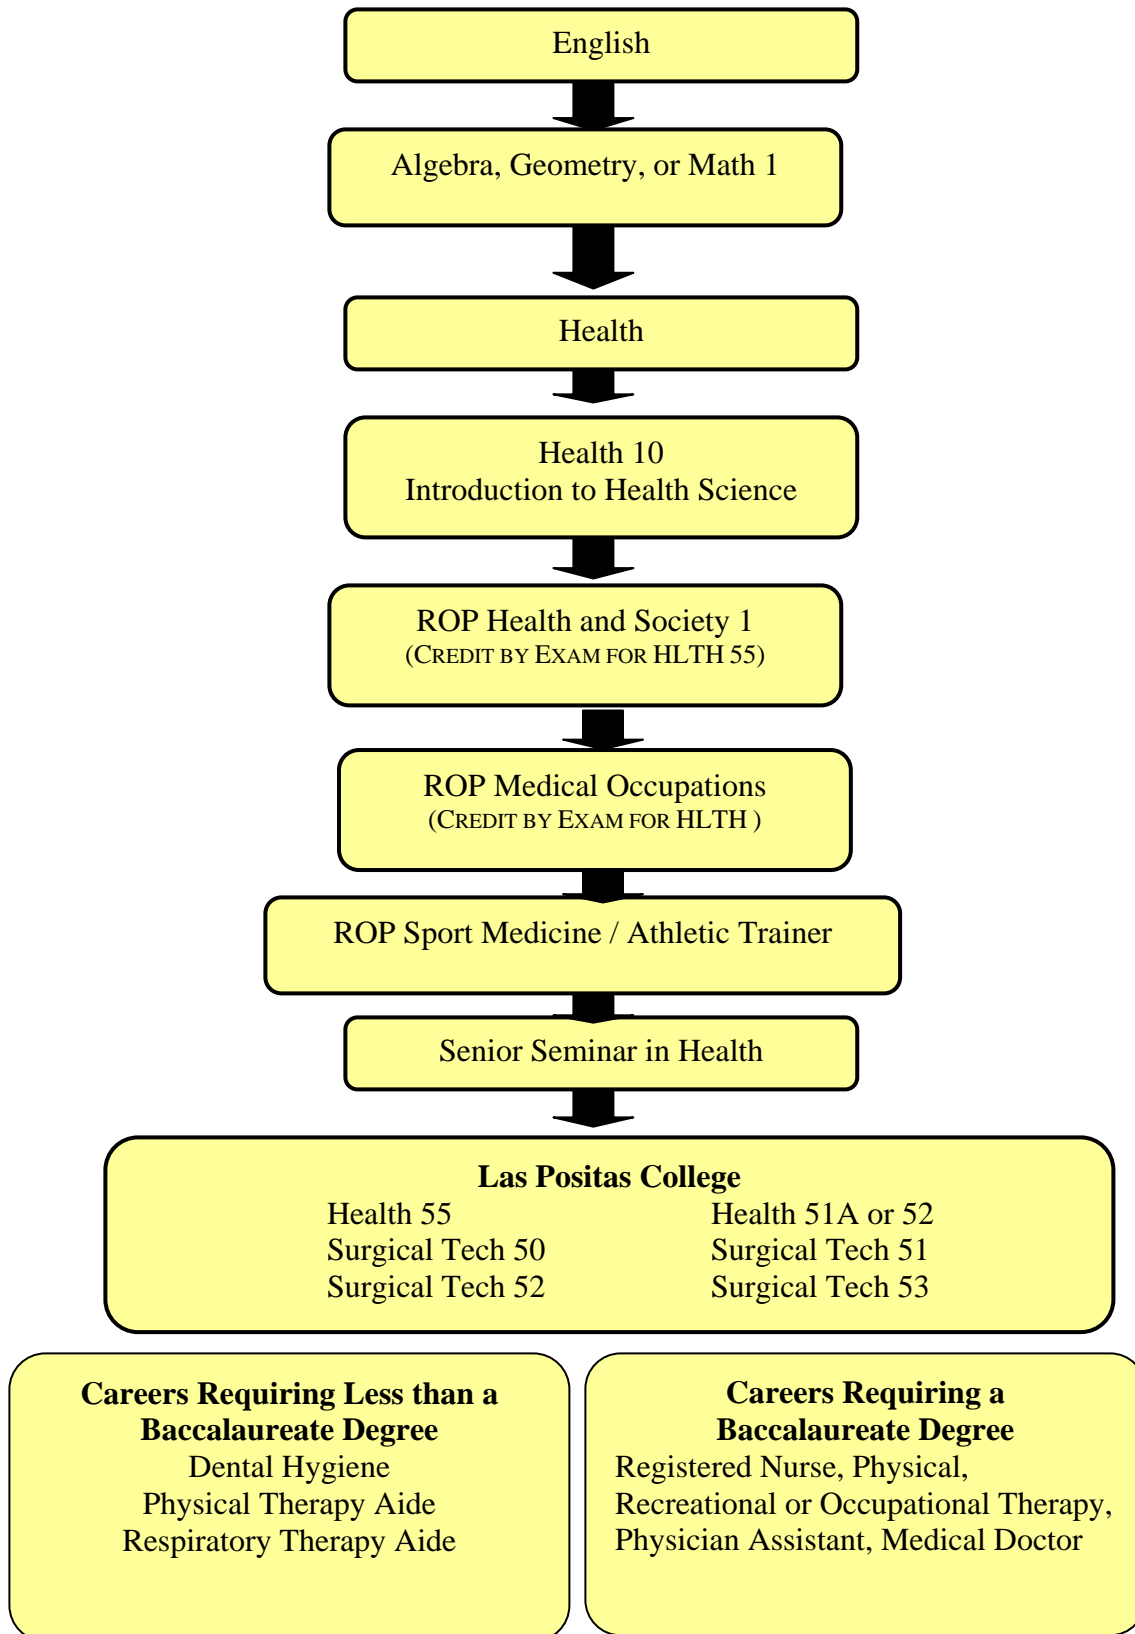 English
Algebra, Geometry, or Math 1
Health
Health 10
Introduction to Health Science
ROP Health and Society 1
(CREDIT BY EXAM FOR HLTH 55)
ROP Medical Occupations
(CREDIT BY EXAM FOR HLTH )
ROP Sport Medicine / Athletic Trainer
Senior Seminar in Health
Las Positas College
Health 55 Health 51A or 52
Surgical Tech 50 Surgical Tech 51
Surgical Tech 52 Surgical Tech 53
Careers Requiring Less than a
Baccalaureate Degree
Dental Hygiene
Physical Therapy Aide
Respiratory Therapy Aide
Careers Requiring a
Baccalaureate Degree
Registered Nurse, Physical,
Recreational or Occupational Therapy,
Physician Assistant, Medical Doctor